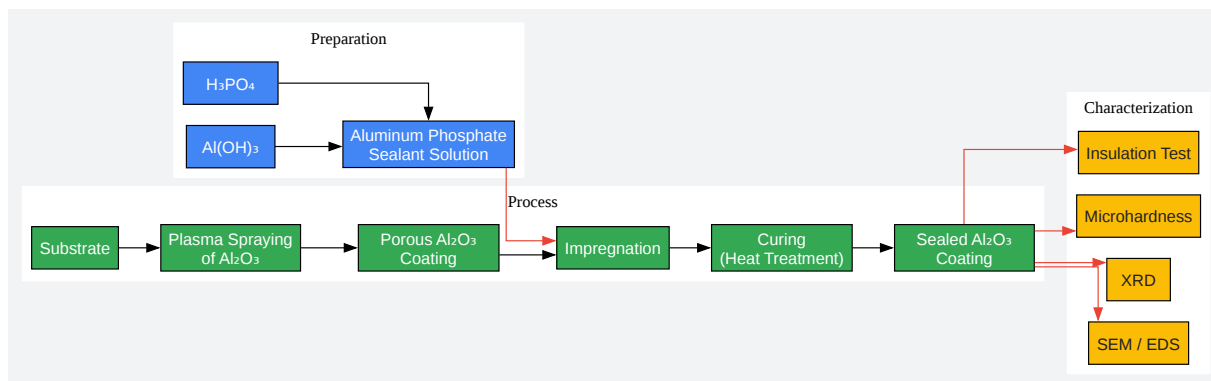 Preparation
H₃PO₄
Al(OH)₃
Aluminum Phosphate
Sealant Solution
Process
Substrate
Plasma Spraying
of Al₂O₃
Porous Al₂O₃
Coating
Impregnation
Curing
(Heat Treatment)
Sealed Al₂O₃
Coating
Characterization
Insulation Test
Microhardness
XRD
SEM / EDS